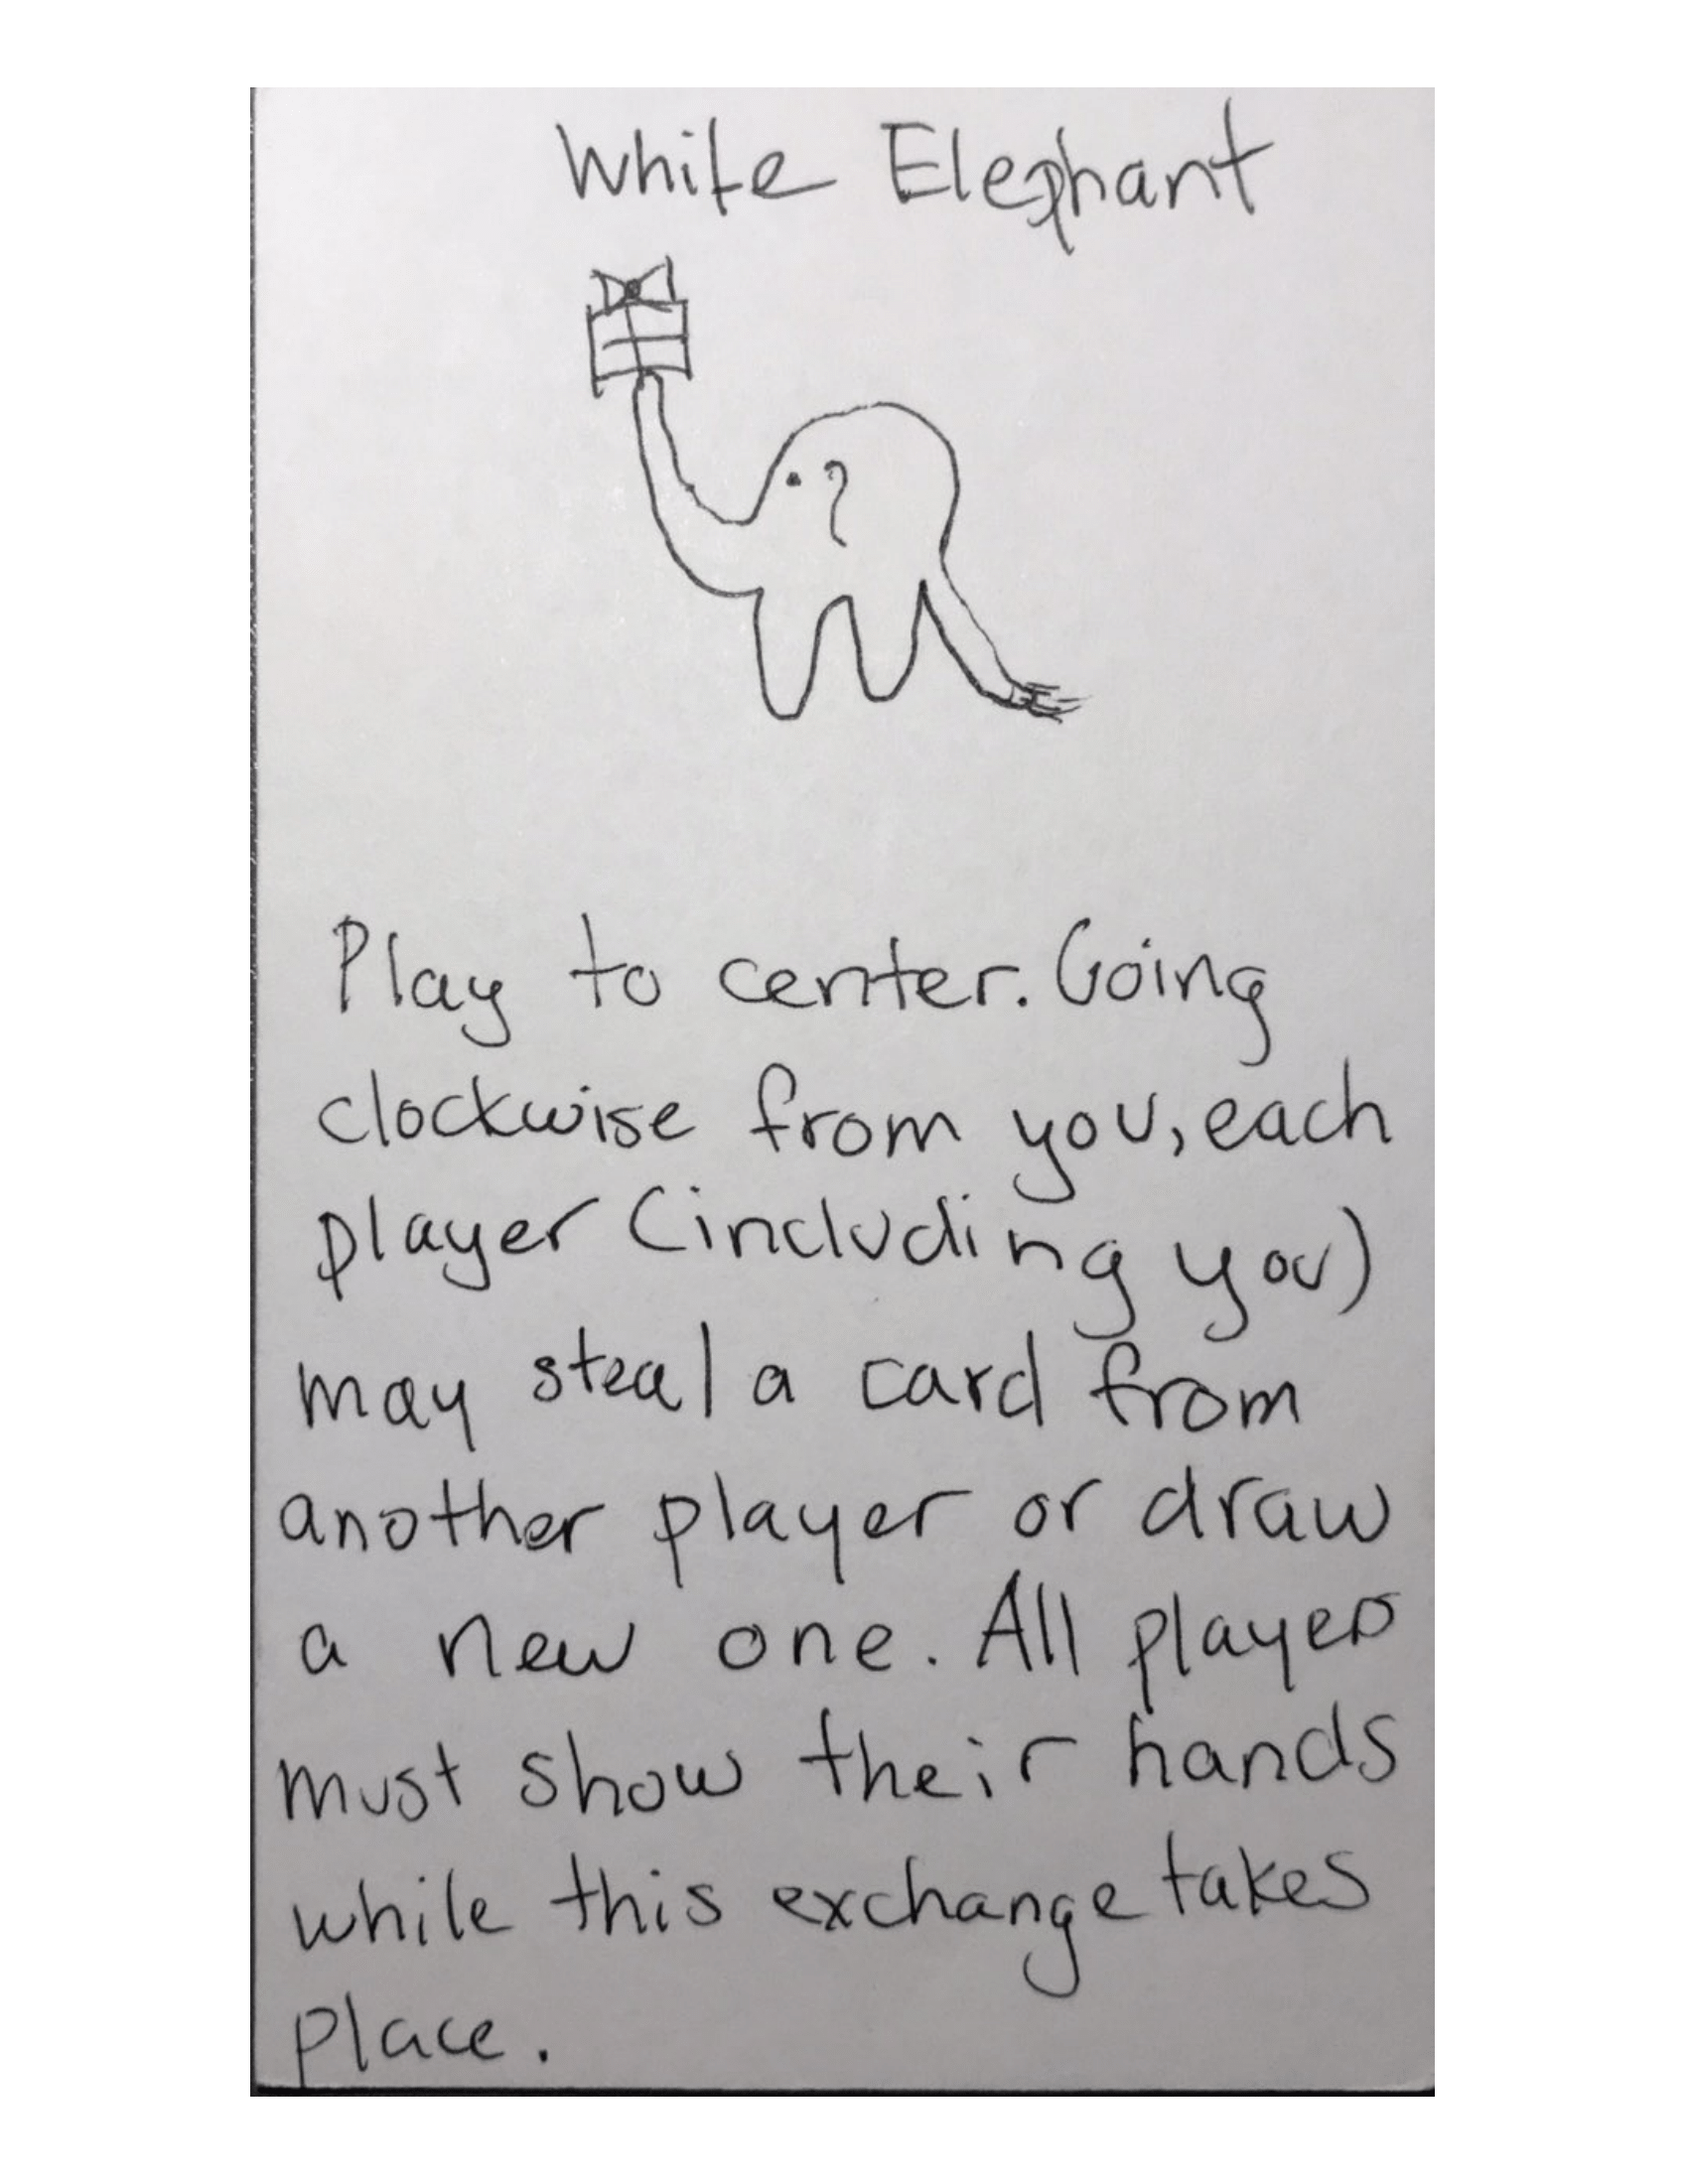 White Elephant
Play to center. Going
clockwise from you, each
player (including you)
may steal a card from
another player or draw
a new one. All players
must show their hands
while this exchange takes
place.